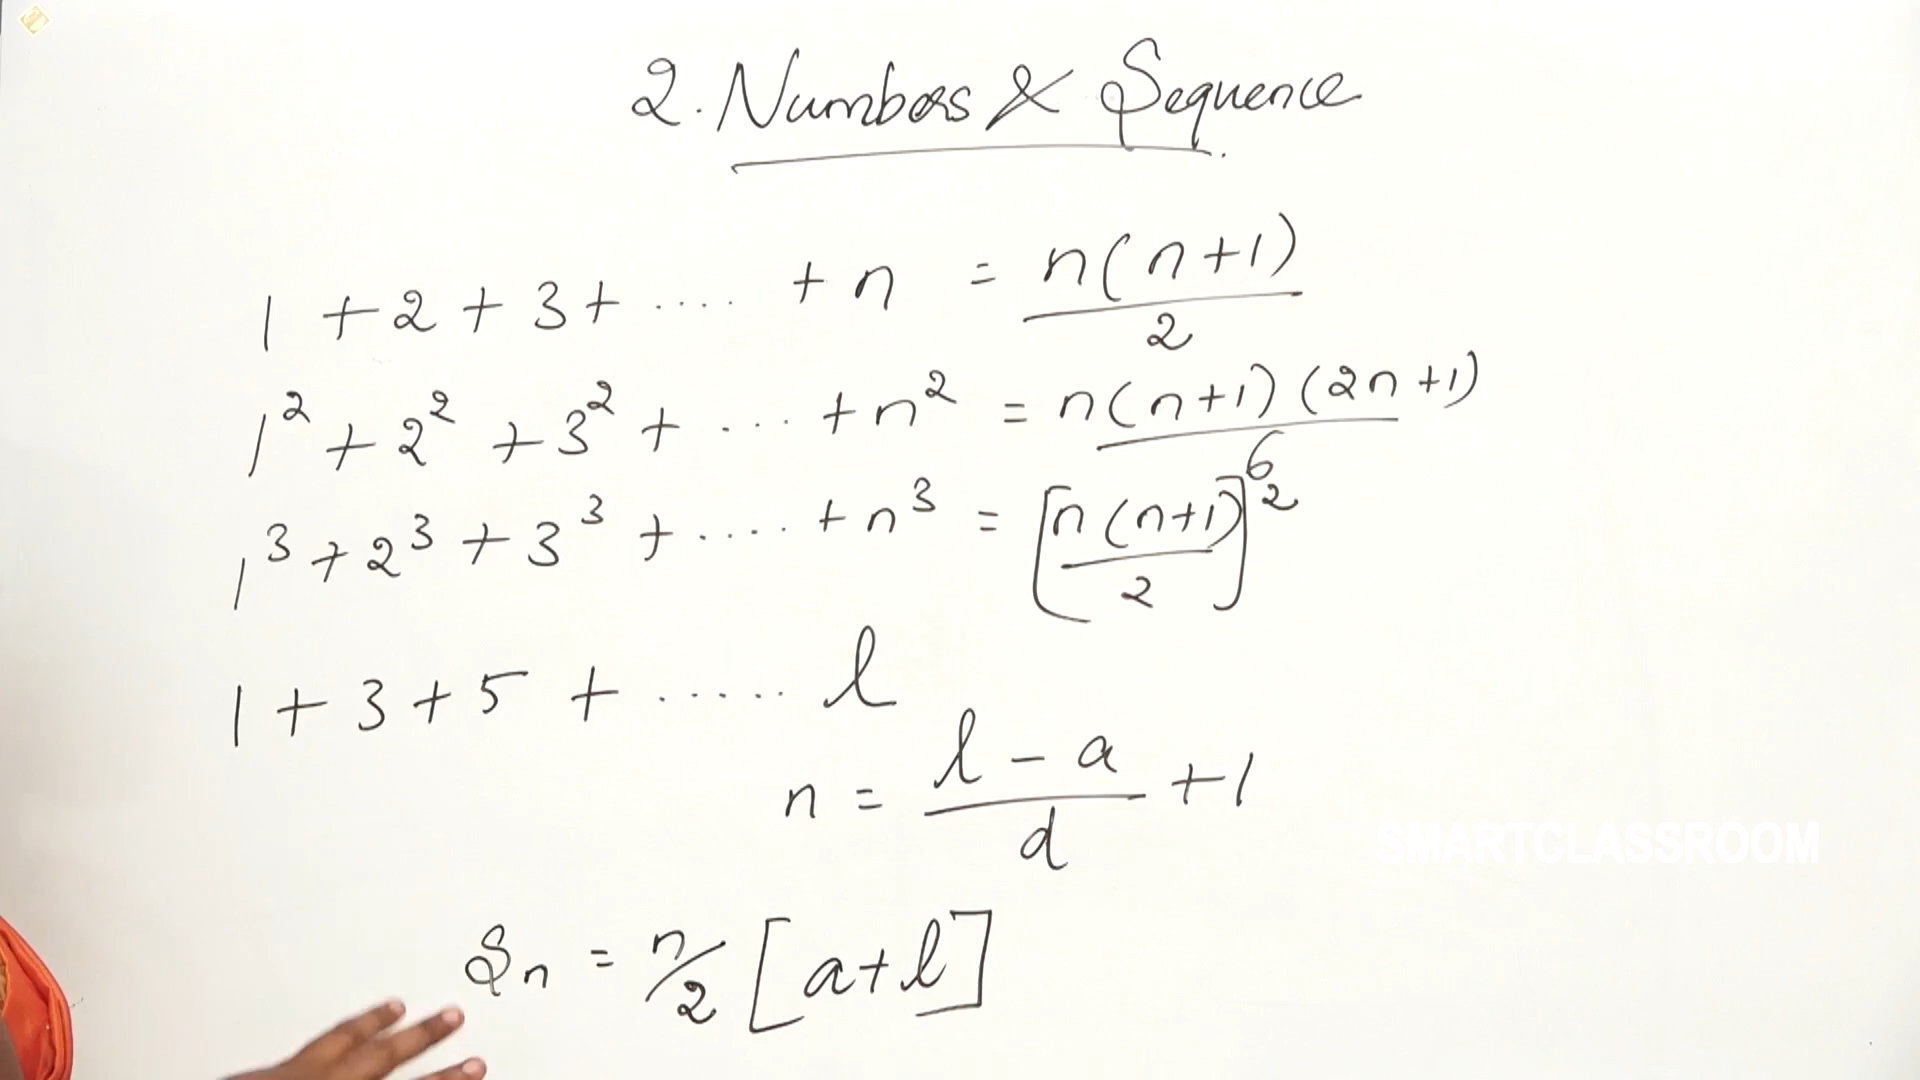 2. Numbers & Sequence
1 + 2 + 3 + .... + n = n(n+1)/2
1² + 2² + 3² + ... + n² = n(n+1)(2n+1)/6
1³ + 2³ + 3³ + .... + n³ = [n(n+1)/2]²
1 + 3 + 5 + ..... l
n = l - a/d + 1
SMARTCLASSROOM
Sn = n/2 [a+l]